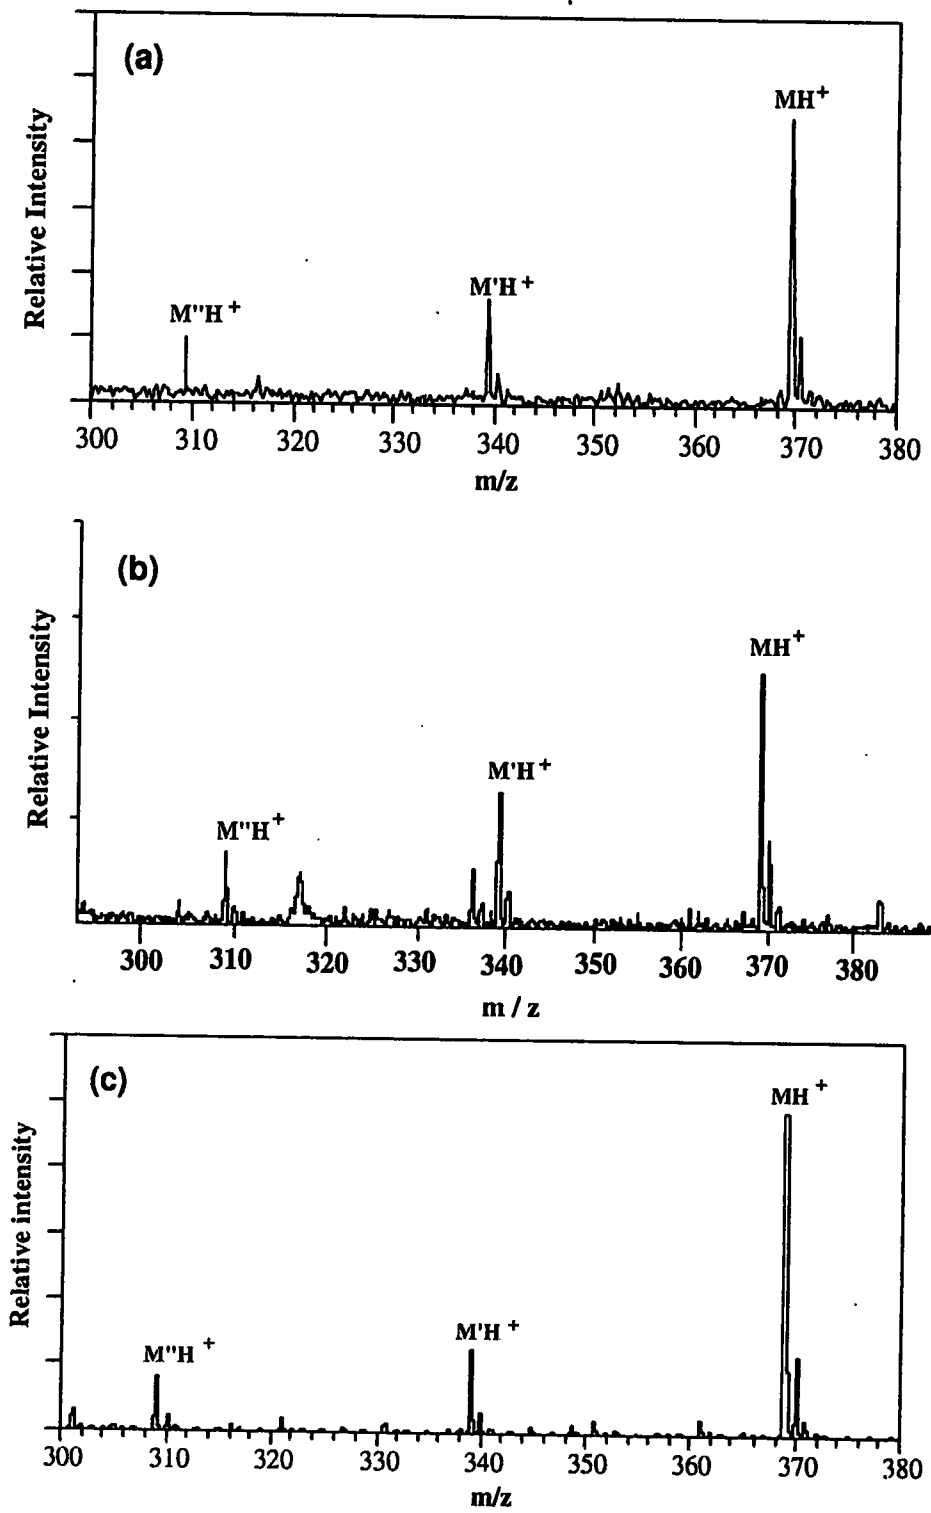 (a)
MH+
M'H+
M''H+
Relative Intensity
300 310 320 330 340 350 360 370 380
m/z
(b)
MH+
M'H+
M''H+
Relative Intensity
300 310 320 330 340 350 360 370 380
m / z
(c)
MH +
M'H +
M''H +
Relative intensity
300 310 320 330 340 350 360 370 380
m/z